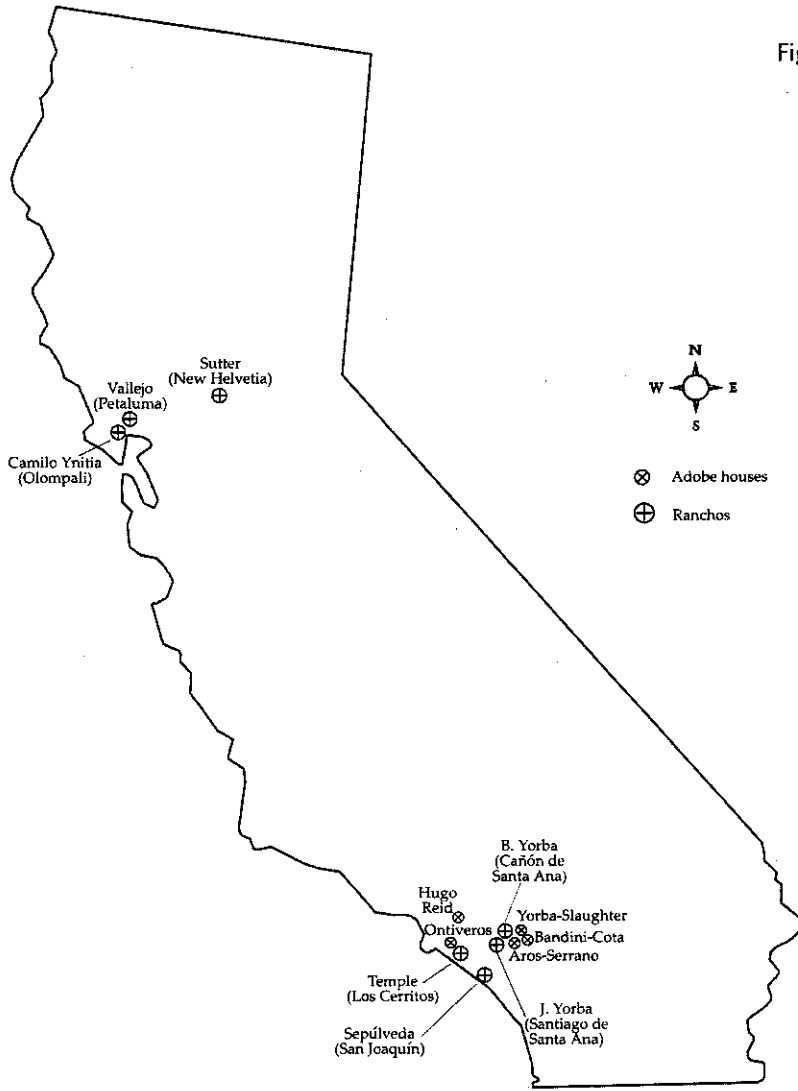 Fig
N
W E
S
Adobe houses
Ranchos
Sutter
(New Helvetia)
Vallejo
(Petaluma)
Camilo Ynitia
(Olompali)
B. Yorba
(Cañón de
Santa Ana)
Hugo
Reid
Yorba-Slaughter
Ontiveros
Bandini-Cota
Aros-Serrano
Temple
(Los Cerritos)
J. Yorba
(Santiago de
Santa Ana)
Sepúlveda
(San Joaquín)